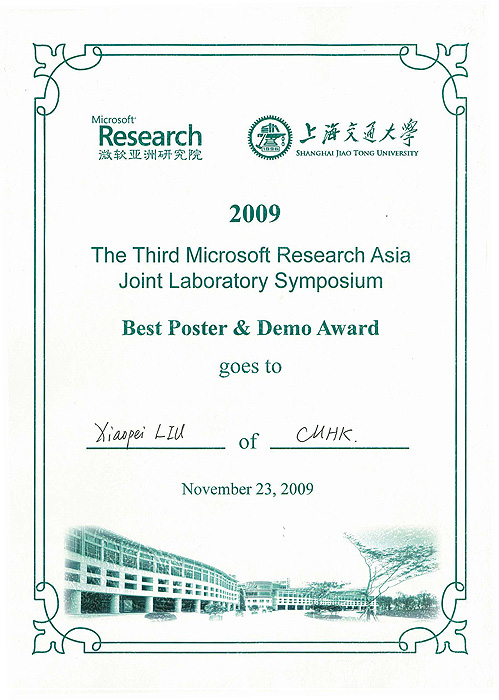 Microsoft®
Research
微软亚洲研究院
1896
上海交通大学
SHANGHAI JIAO TONG UNIVERSITY
2009
The Third Microsoft Research Asia
Joint Laboratory Symposium
Best Poster & Demo Award
goes to
Xiaopei LIU of CUHK.
November 23, 2009